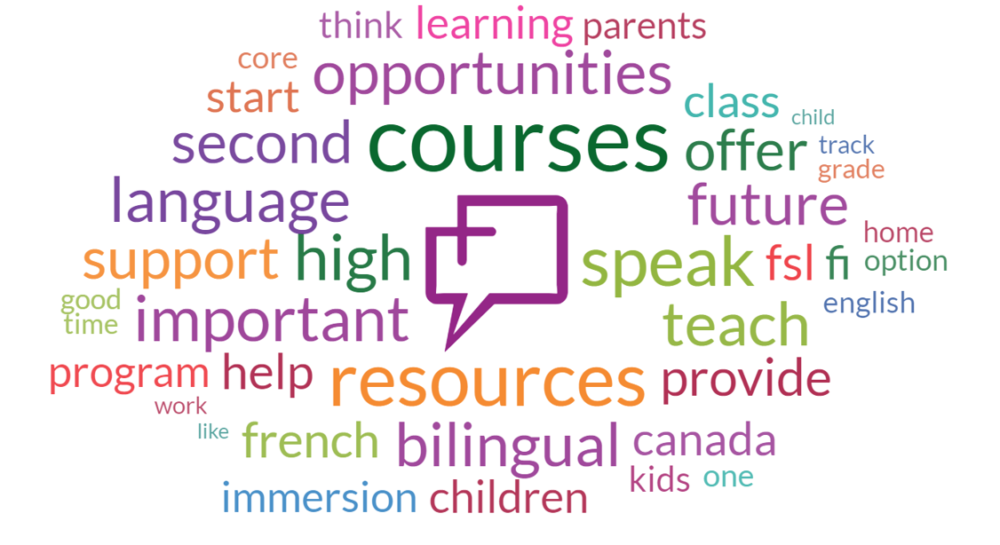 think learning parents
core opportunities
start class child
second courses offer track
grade
language future
home
support high speak fsl fi option
good important english
time teach
program help resources provide
work
like french bilingual canada
kids one
immersion children